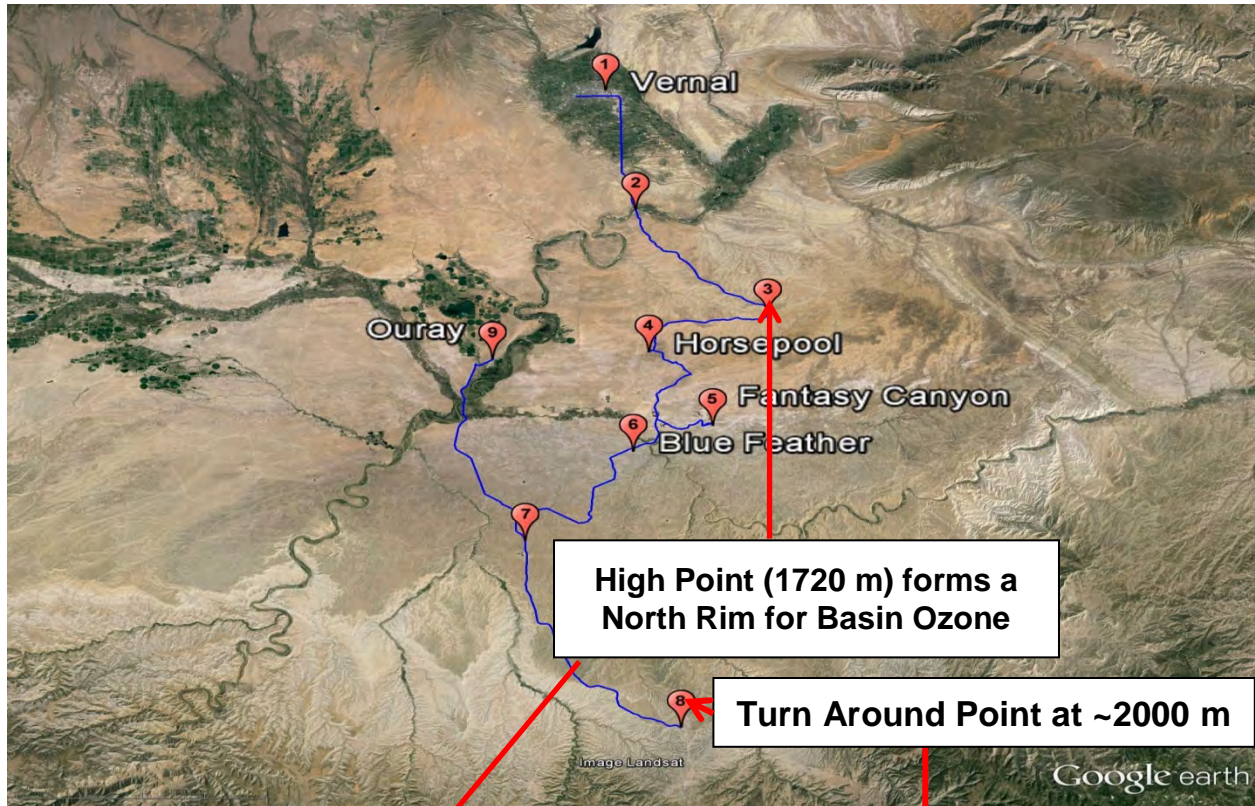 1
Vernal
2
3
Ouray
9
4
Horsepool
5
Fantasy Canyon
6
Blue Feather
7
High Point (1720 m) forms a
North Rim for Basin Ozone
8
Turn Around Point at ~2000 m
Image Landsat
Google earth